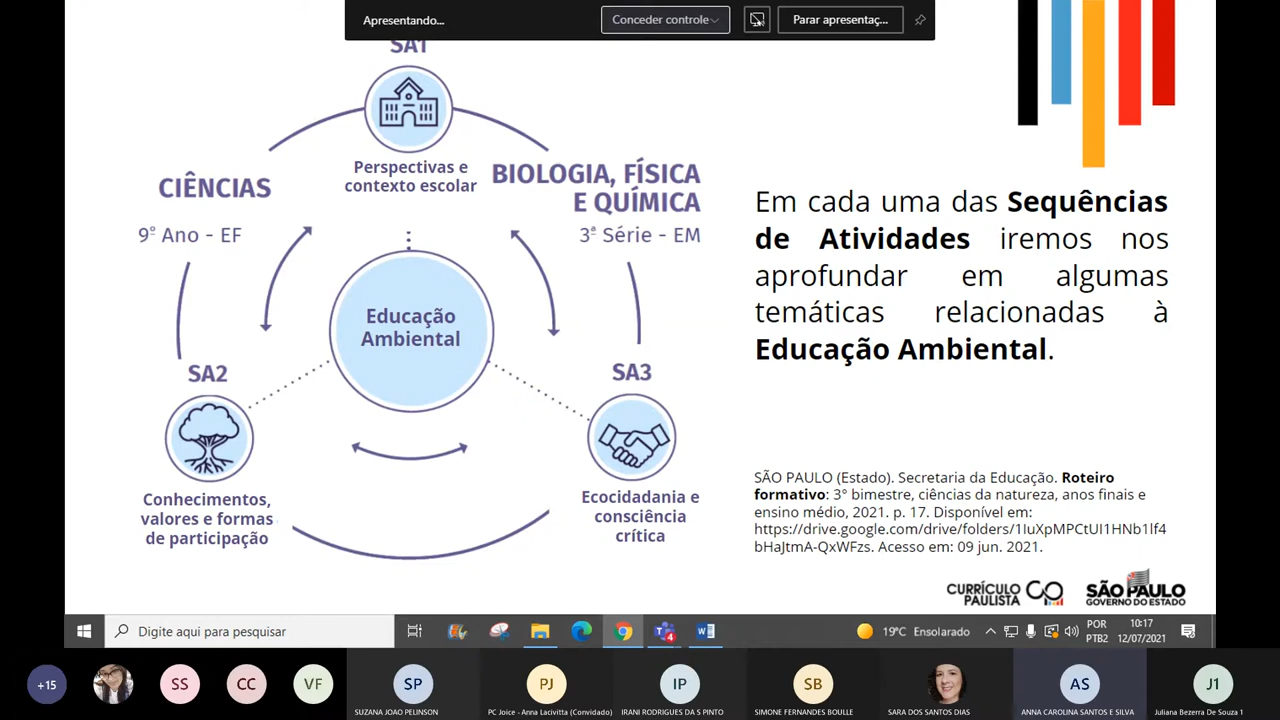 Apresentando...
Conceder controle
Parar apresentaç...
SA1
Perspectivas e
contexto escolar
CIÊNCIAS
9º Ano - EF
BIOLOGIA, FÍSICA
E QUÍMICA
3ª Série - EM
Educação
Ambiental
SA2
Conhecimentos,
valores e formas
de participação
SA3
Ecocidadania e
consciência
crítica
Em cada uma das Sequências
de Atividades iremos nos
aprofundar em algumas
temáticas relacionadas à
Educação Ambiental.
SÃO PAULO (Estado). Secretaria da Educação. Roteiro
formativo: 3° bimestre, ciências da natureza, anos finais e
ensino médio, 2021. p. 17. Disponível em:
https://drive.google.com/drive/folders/1IuXpMPCtUI1HNb1lf4
bHaJtmA-QxWFzs. Acesso em: 09 jun. 2021.
CURRÍCULO
PAULISTA
SÃO PAULO
GOVERNO DO ESTADO
Digite aqui para pesquisar
4
19°C Ensolarado
POR
PTB2
10:17
12/07/2021
+15
SS
CC
VF
SP
SUZANA JOAO PELINSON
PJ
PC Joice - Anna Lacivitta (Convidado)
IP
IRANI RODRIGUES DA S PINTO
SB
SIMONE FERNANDES BOULLE
SARA DOS SANTOS DIAS
AS
ANNA CAROLINA SANTOS E SILVA
J1
Juliana Bezerra De Souza 1